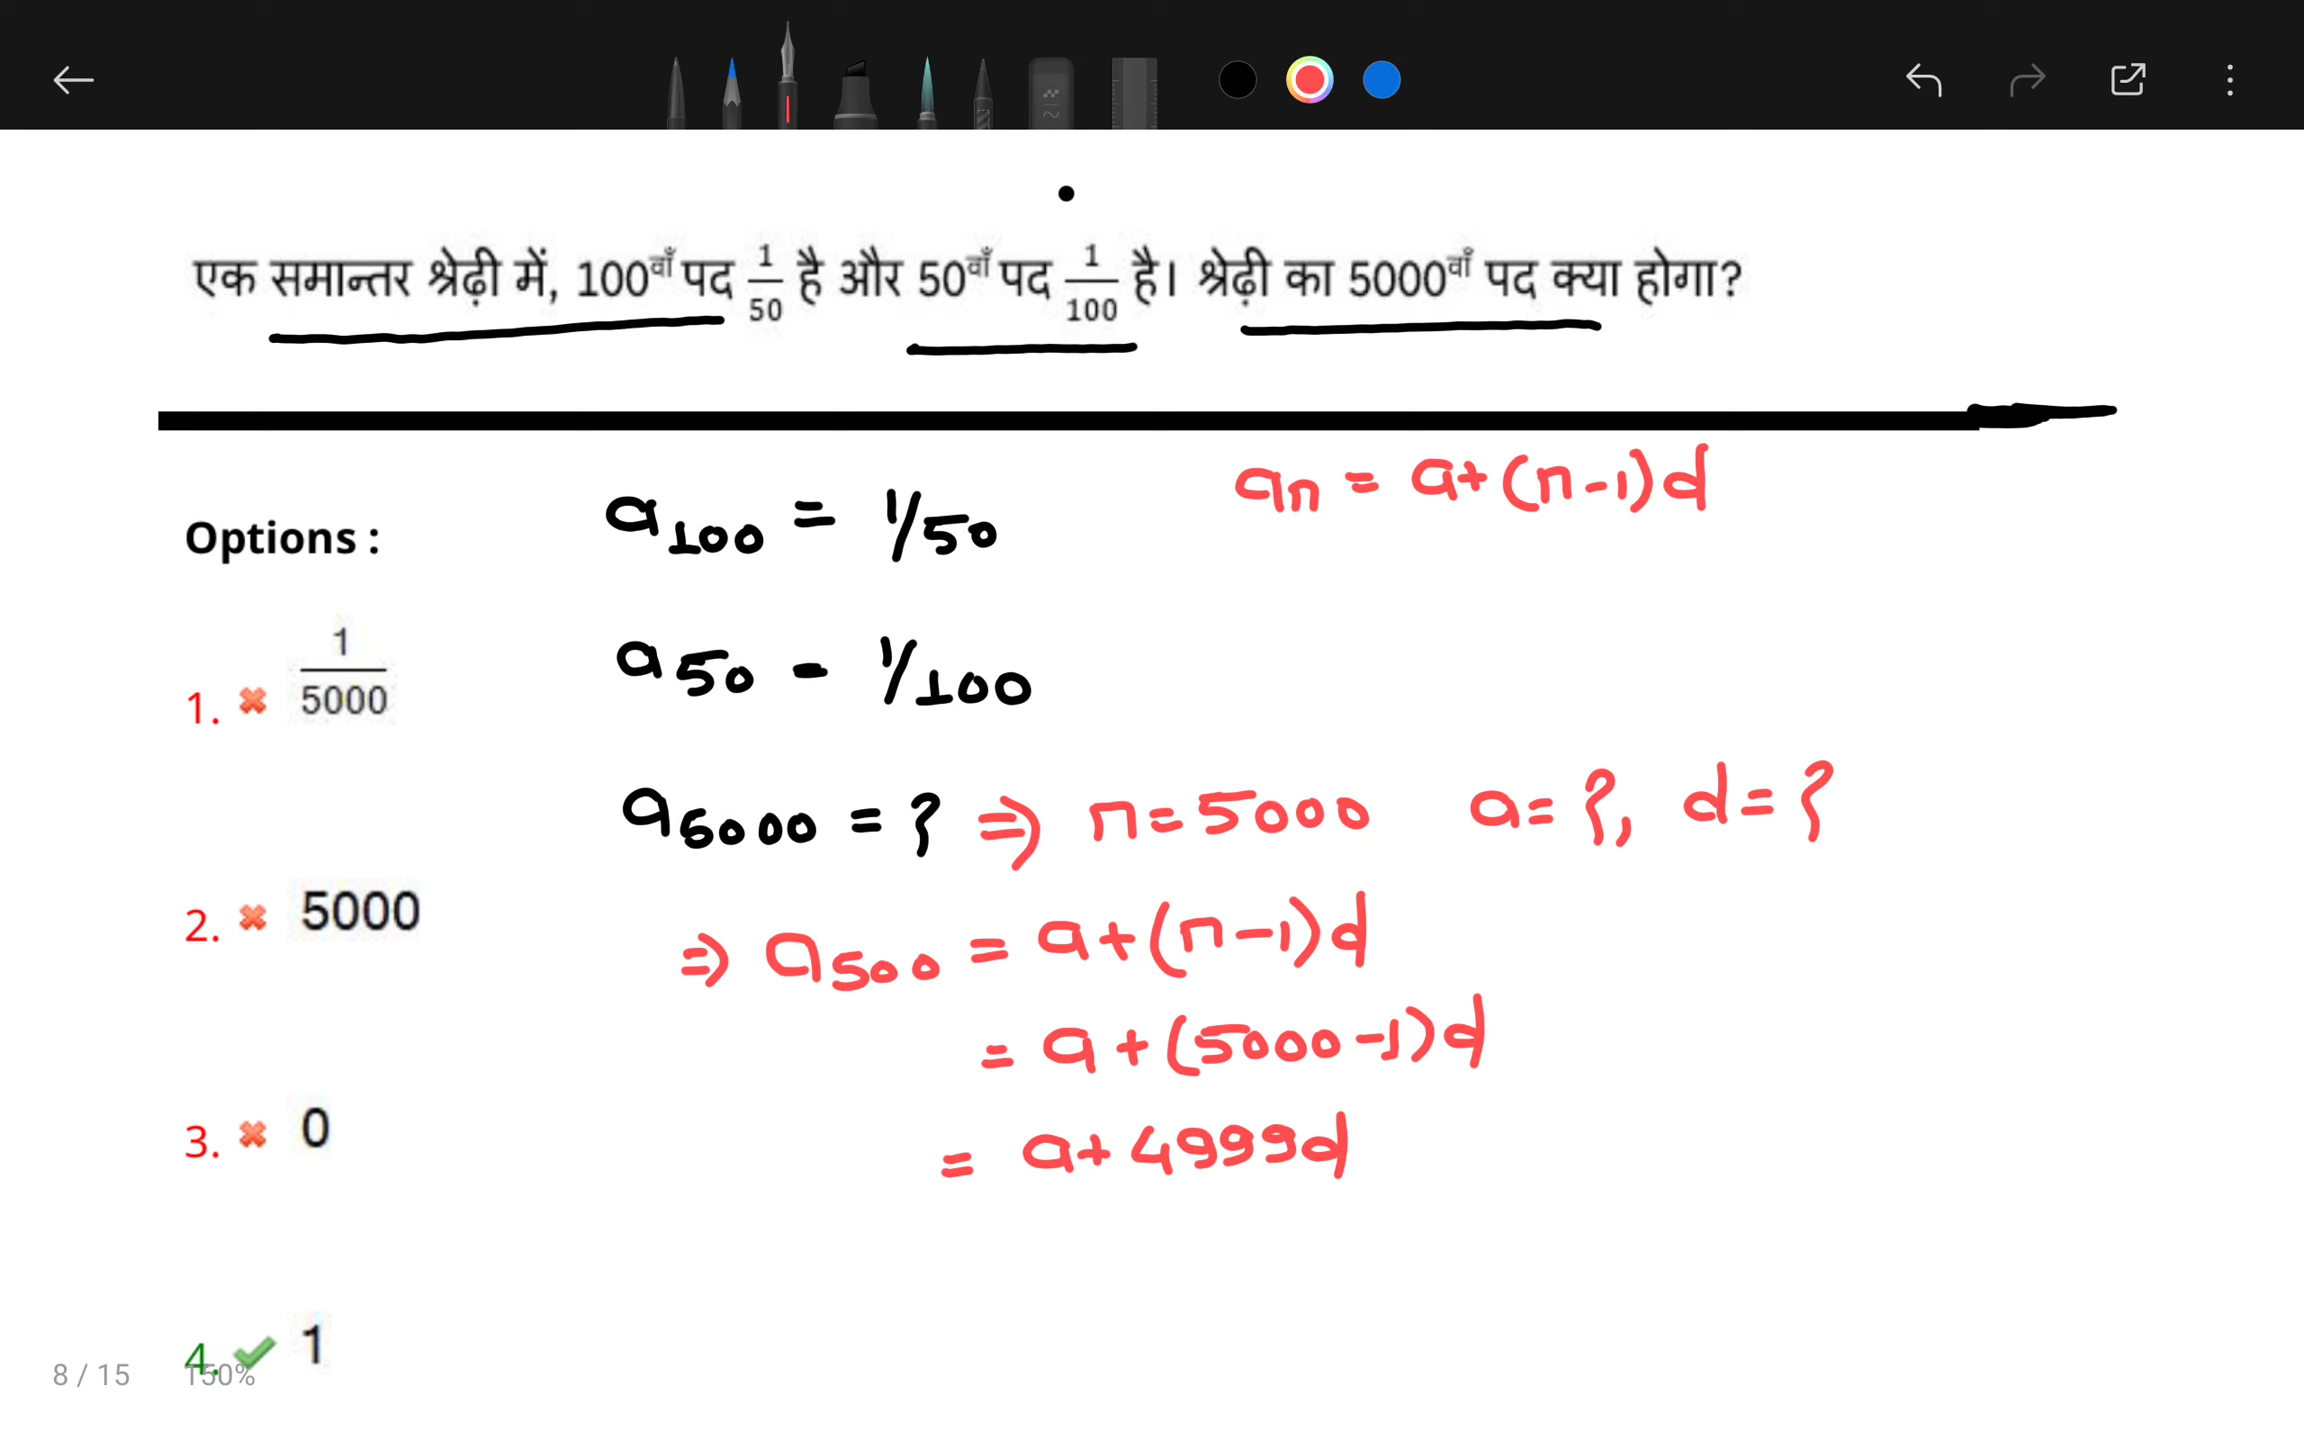 एक समान्तर श्रेढ़ी में, 100वाँ पद 1/50 है और 50वाँ पद 1/100 है। श्रेढ़ी का 5000वाँ पद क्या होगा?
an = a+(n-1)d
Options :
a100 = 1/50
1. 1/5000
a50 - 1/100
a5000 = ? ⇒ n=5000 a=?, d=?
2. 5000
⇒ a500 = a+(n-1)d
= a+(5000-1)d
3. 0
= a+4999d
4. 1
8 / 15 150%